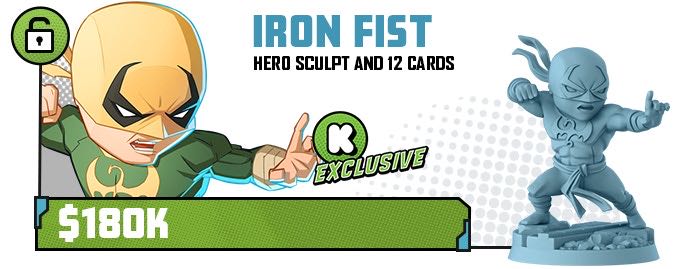 IRON FIST
HERO SCULPT AND 12 CARDS
K
EXCLUSIVE
$180K